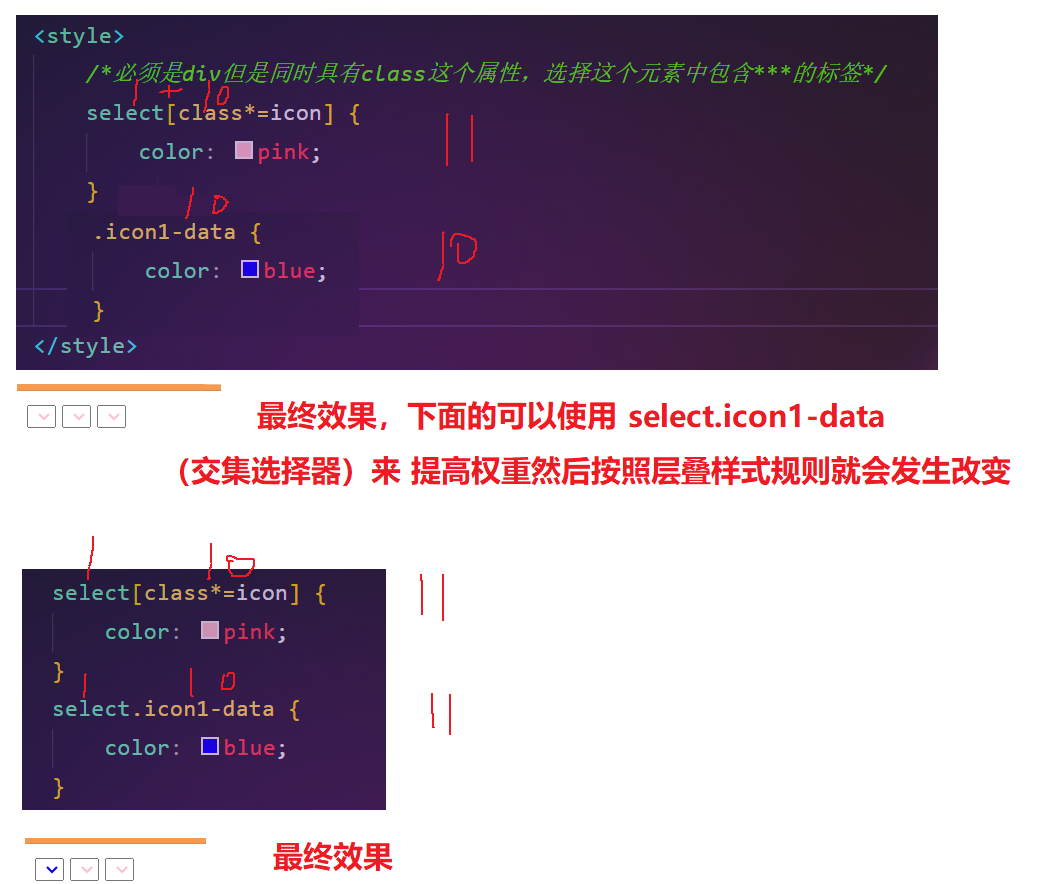 <style>
/*必须是div但是同时具有class这个属性，选择这个元素中包含***的标签*/
1 + 10
select[class*=icon] {
11
color: pink;
}
10
.icon1-data {
10
color: blue;
}
</style>
最终效果，下面的可以使用 select.icon1-data
（交集选择器）来 提高权重然后按照层叠样式规则就会发生改变
1 10
select[class*=icon] {
11
color: pink;
}
1 10
select.icon1-data {
11
color: blue;
}
最终效果